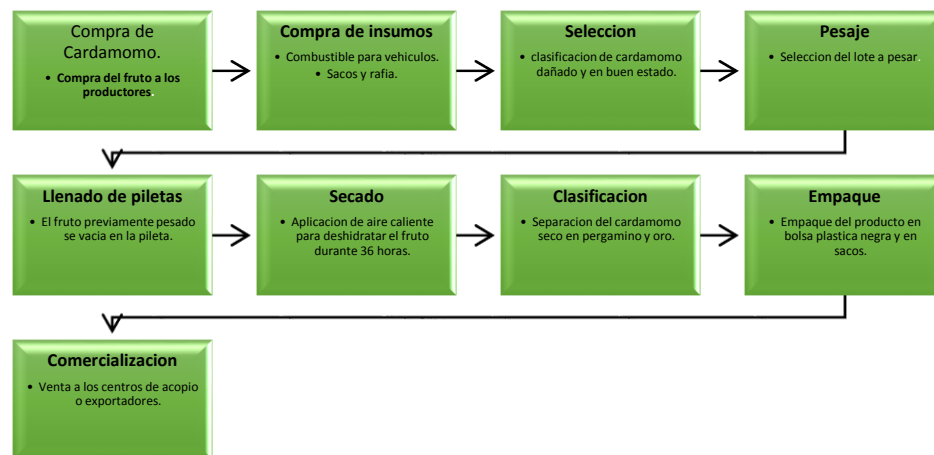 Compra de
Cardamomo.
• Compra del fruto a los
productores.
Compra de insumos
• Combustible para vehiculos.
• Sacos y rafia.
Seleccion
• clasificacion de cardamomo
dañado y en buen estado.
Pesaje
• Seleccion del lote a pesar.
Llenado de piletas
• El fruto previamente pesado
se vacia en la pileta.
Secado
• Aplicacion de aire caliente
para deshidratar el fruto
durante 36 horas.
Clasificacion
• Separacion del cardamomo
seco en pergamino y oro.
Empaque
• Empaque del producto en
bolsa plastica negra y en
sacos.
Comercializacion
• Venta a los centros de acopio
o exportadores.